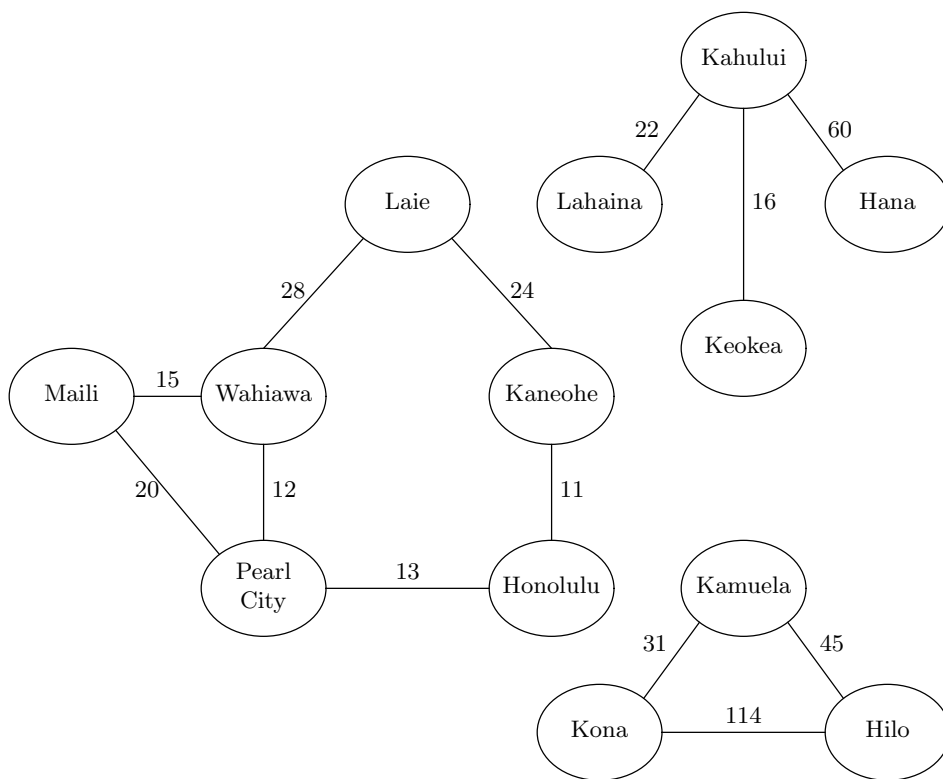 Kahului
22
60
Laie
Lahaina
16
Hana
28
24
Keokea
Maili
15
Wahiawa
Kaneohe
20
12
11
Pearl
City
13
Honolulu
Kamuela
31
45
Kona
114
Hilo